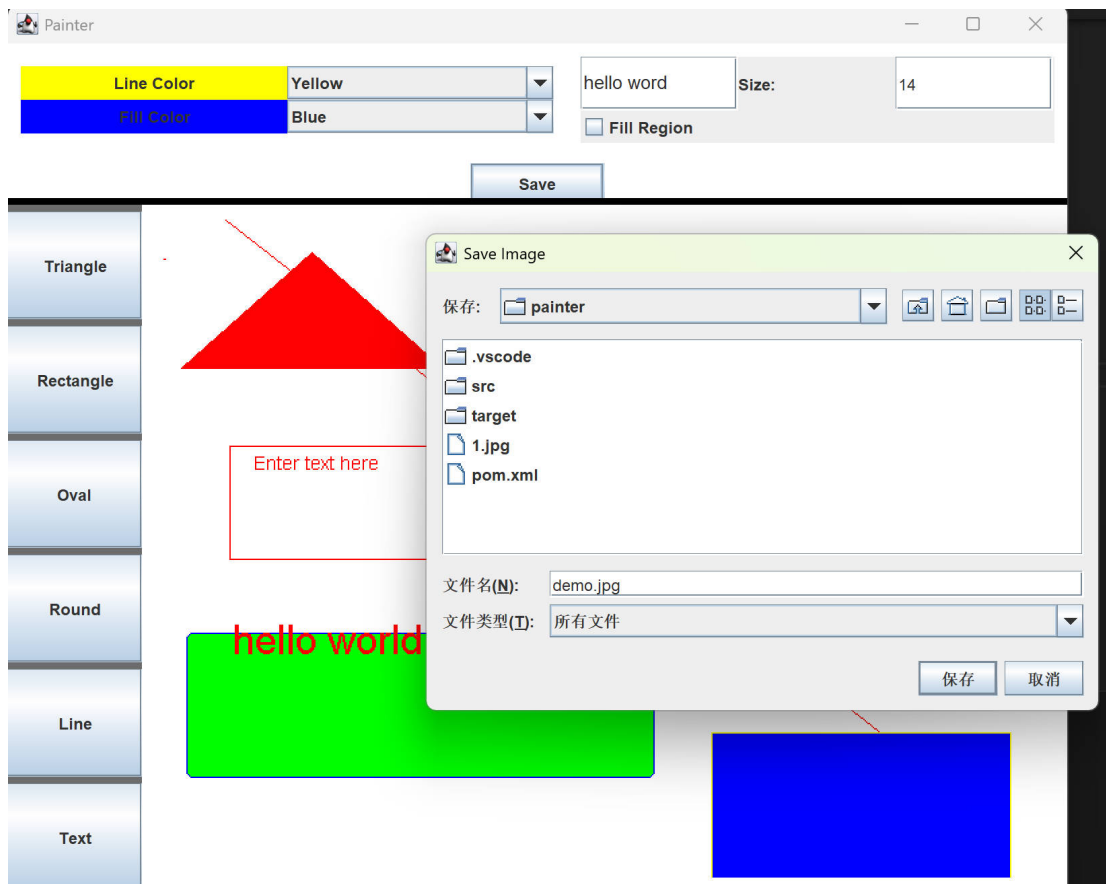 Painter
Line Color
Yellow
hello word
Size:
14
Fill Color
Blue
Fill Region
Save
Triangle
Rectangle
Oval
Round
Line
Text
Enter text here
hello world
Save Image
保存:
painter
.vscode
src
target
1.jpg
pom.xml
文件名(N):
demo.jpg
文件类型(T):
所有文件
保存
取消